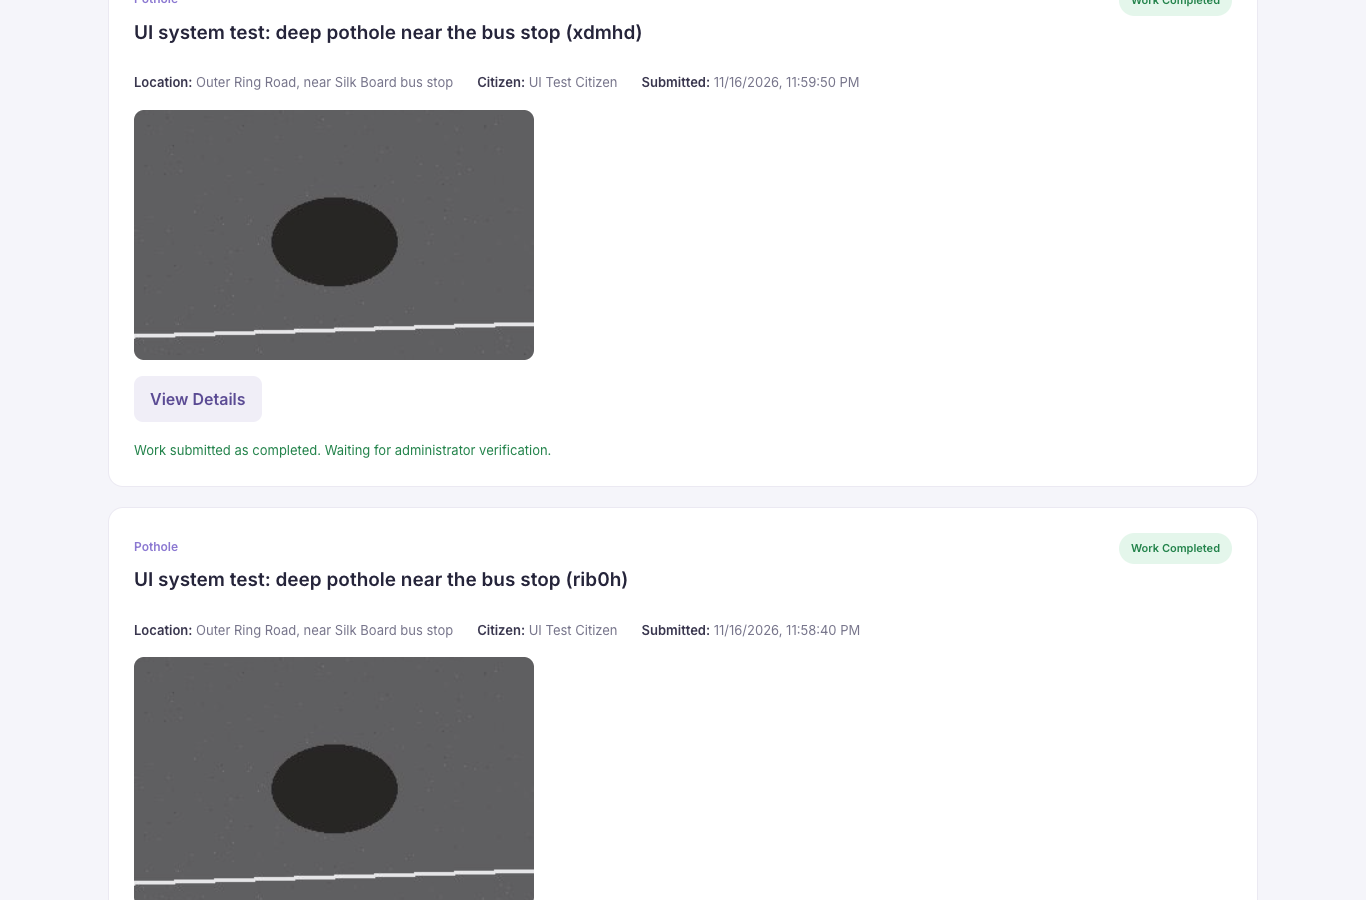 Pothole
Work Completed
UI system test: deep pothole near the bus stop (xdmhd)
Location: Outer Ring Road, near Silk Board bus stop Citizen: UI Test Citizen Submitted: 11/16/2026, 11:59:50 PM
View Details
Work submitted as completed. Waiting for administrator verification.
Pothole
Work Completed
UI system test: deep pothole near the bus stop (rib0h)
Location: Outer Ring Road, near Silk Board bus stop Citizen: UI Test Citizen Submitted: 11/16/2026, 11:58:40 PM